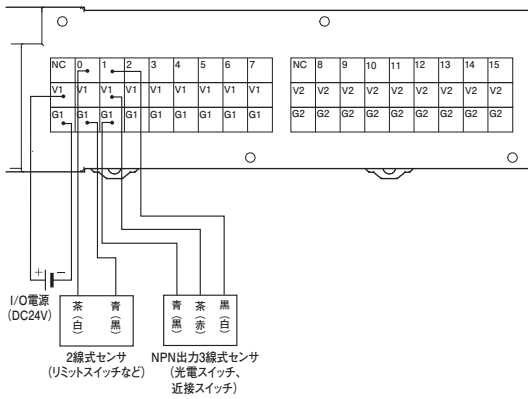 NC 0 1 2 3 4 5 6 7 NC 8 9 10 11 12 13 14 15
V1 V1 V1 V1 V1 V1 V1 V1 V1 V2 V2 V2 V2 V2 V2 V2 V2 V2
G1 G1 G1 G1 G1 G1 G1 G1 G1 G2 G2 G2 G2 G2 G2 G2 G2 G2
+ −
I/O電源
(DC24V)
茶(白) 青(黒)
青(黒) 茶(赤) 黒(白)
2線式センサ
(リミットスイッチなど)
NPN出力3線式センサ
(光電スイッチ、
近接スイッチ)